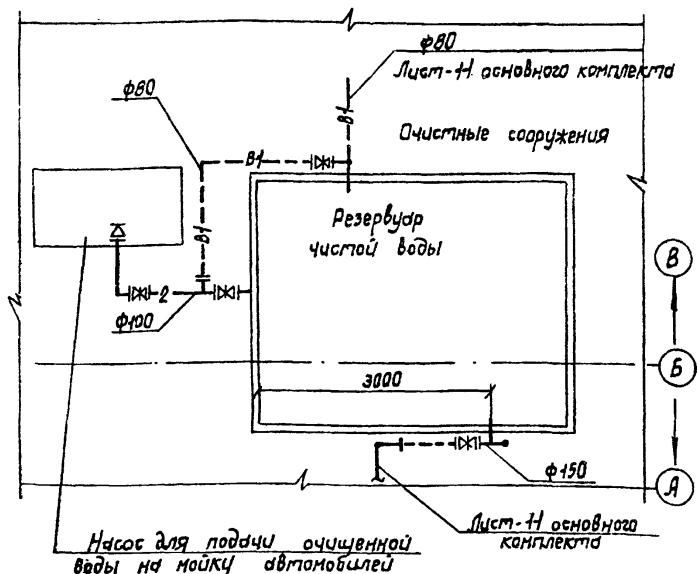 ф80
Лист-Н основного комплекта
ф80
Очистные сооружения
В1
В1
В1
Резервуар
чистой воды
В
2
ф100
Б
3000
ф150
А
Лист-Н основного
комплекта
Насос для подачи очищенной
воды на мойку автомобилей